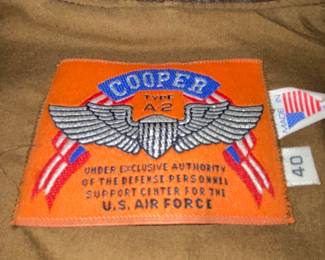 COOPER
TYPE
A-2
UNDER EXCLUSIVE AUTHORITY
OF THE DEFENSE PERSONNEL
SUPPORT CENTER FOR THE
U.S. AIR FORCE
MADE IN
40